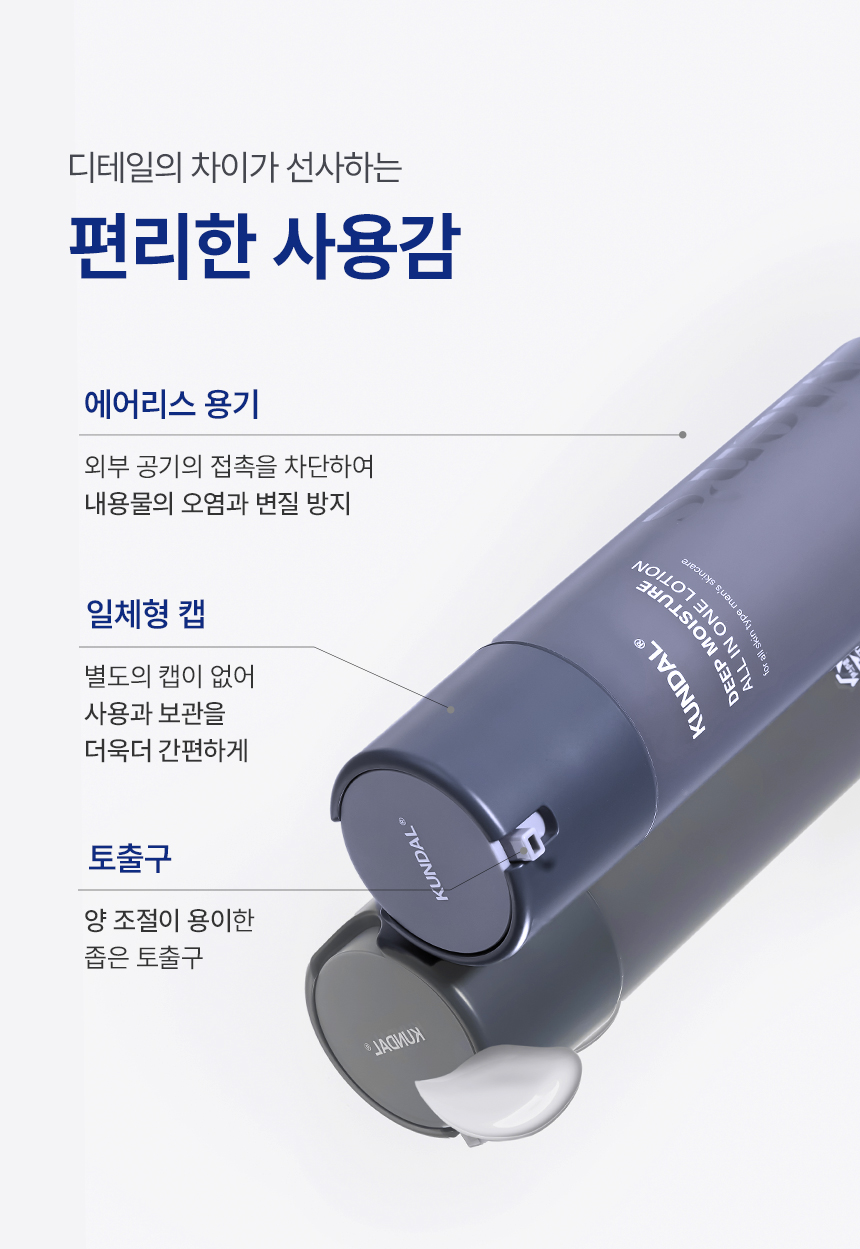 디테일의 차이가 선사하는
편리한 사용감
에어리스 용기
외부 공기의 접촉을 차단하여
내용물의 오염과 변질 방지
일체형 캡
별도의 캡이 없어
사용과 보관을
더욱더 간편하게
토출구
양 조절이 용이한
좁은 토출구
KUNDAL®
DEEP MOISTURE
ALL IN ONE LOTION
for all skin type men's skincare
KUNDAL®
KUNDAL®